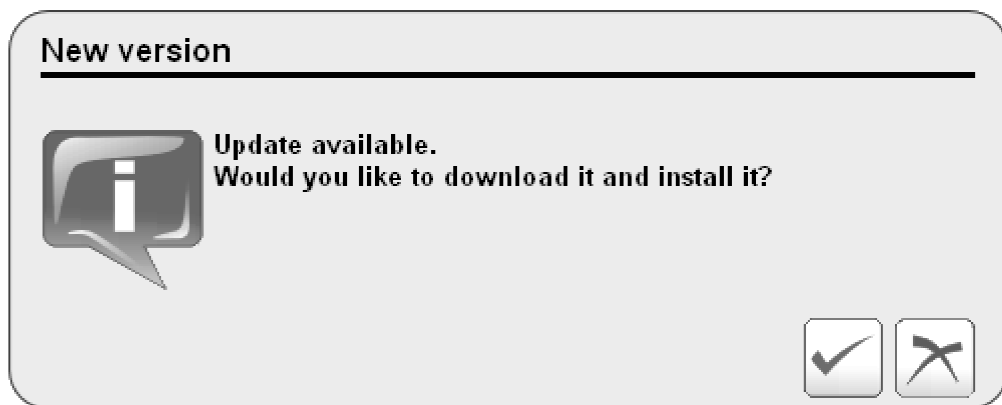 New version
Update available.
Would you like to download it and install it?